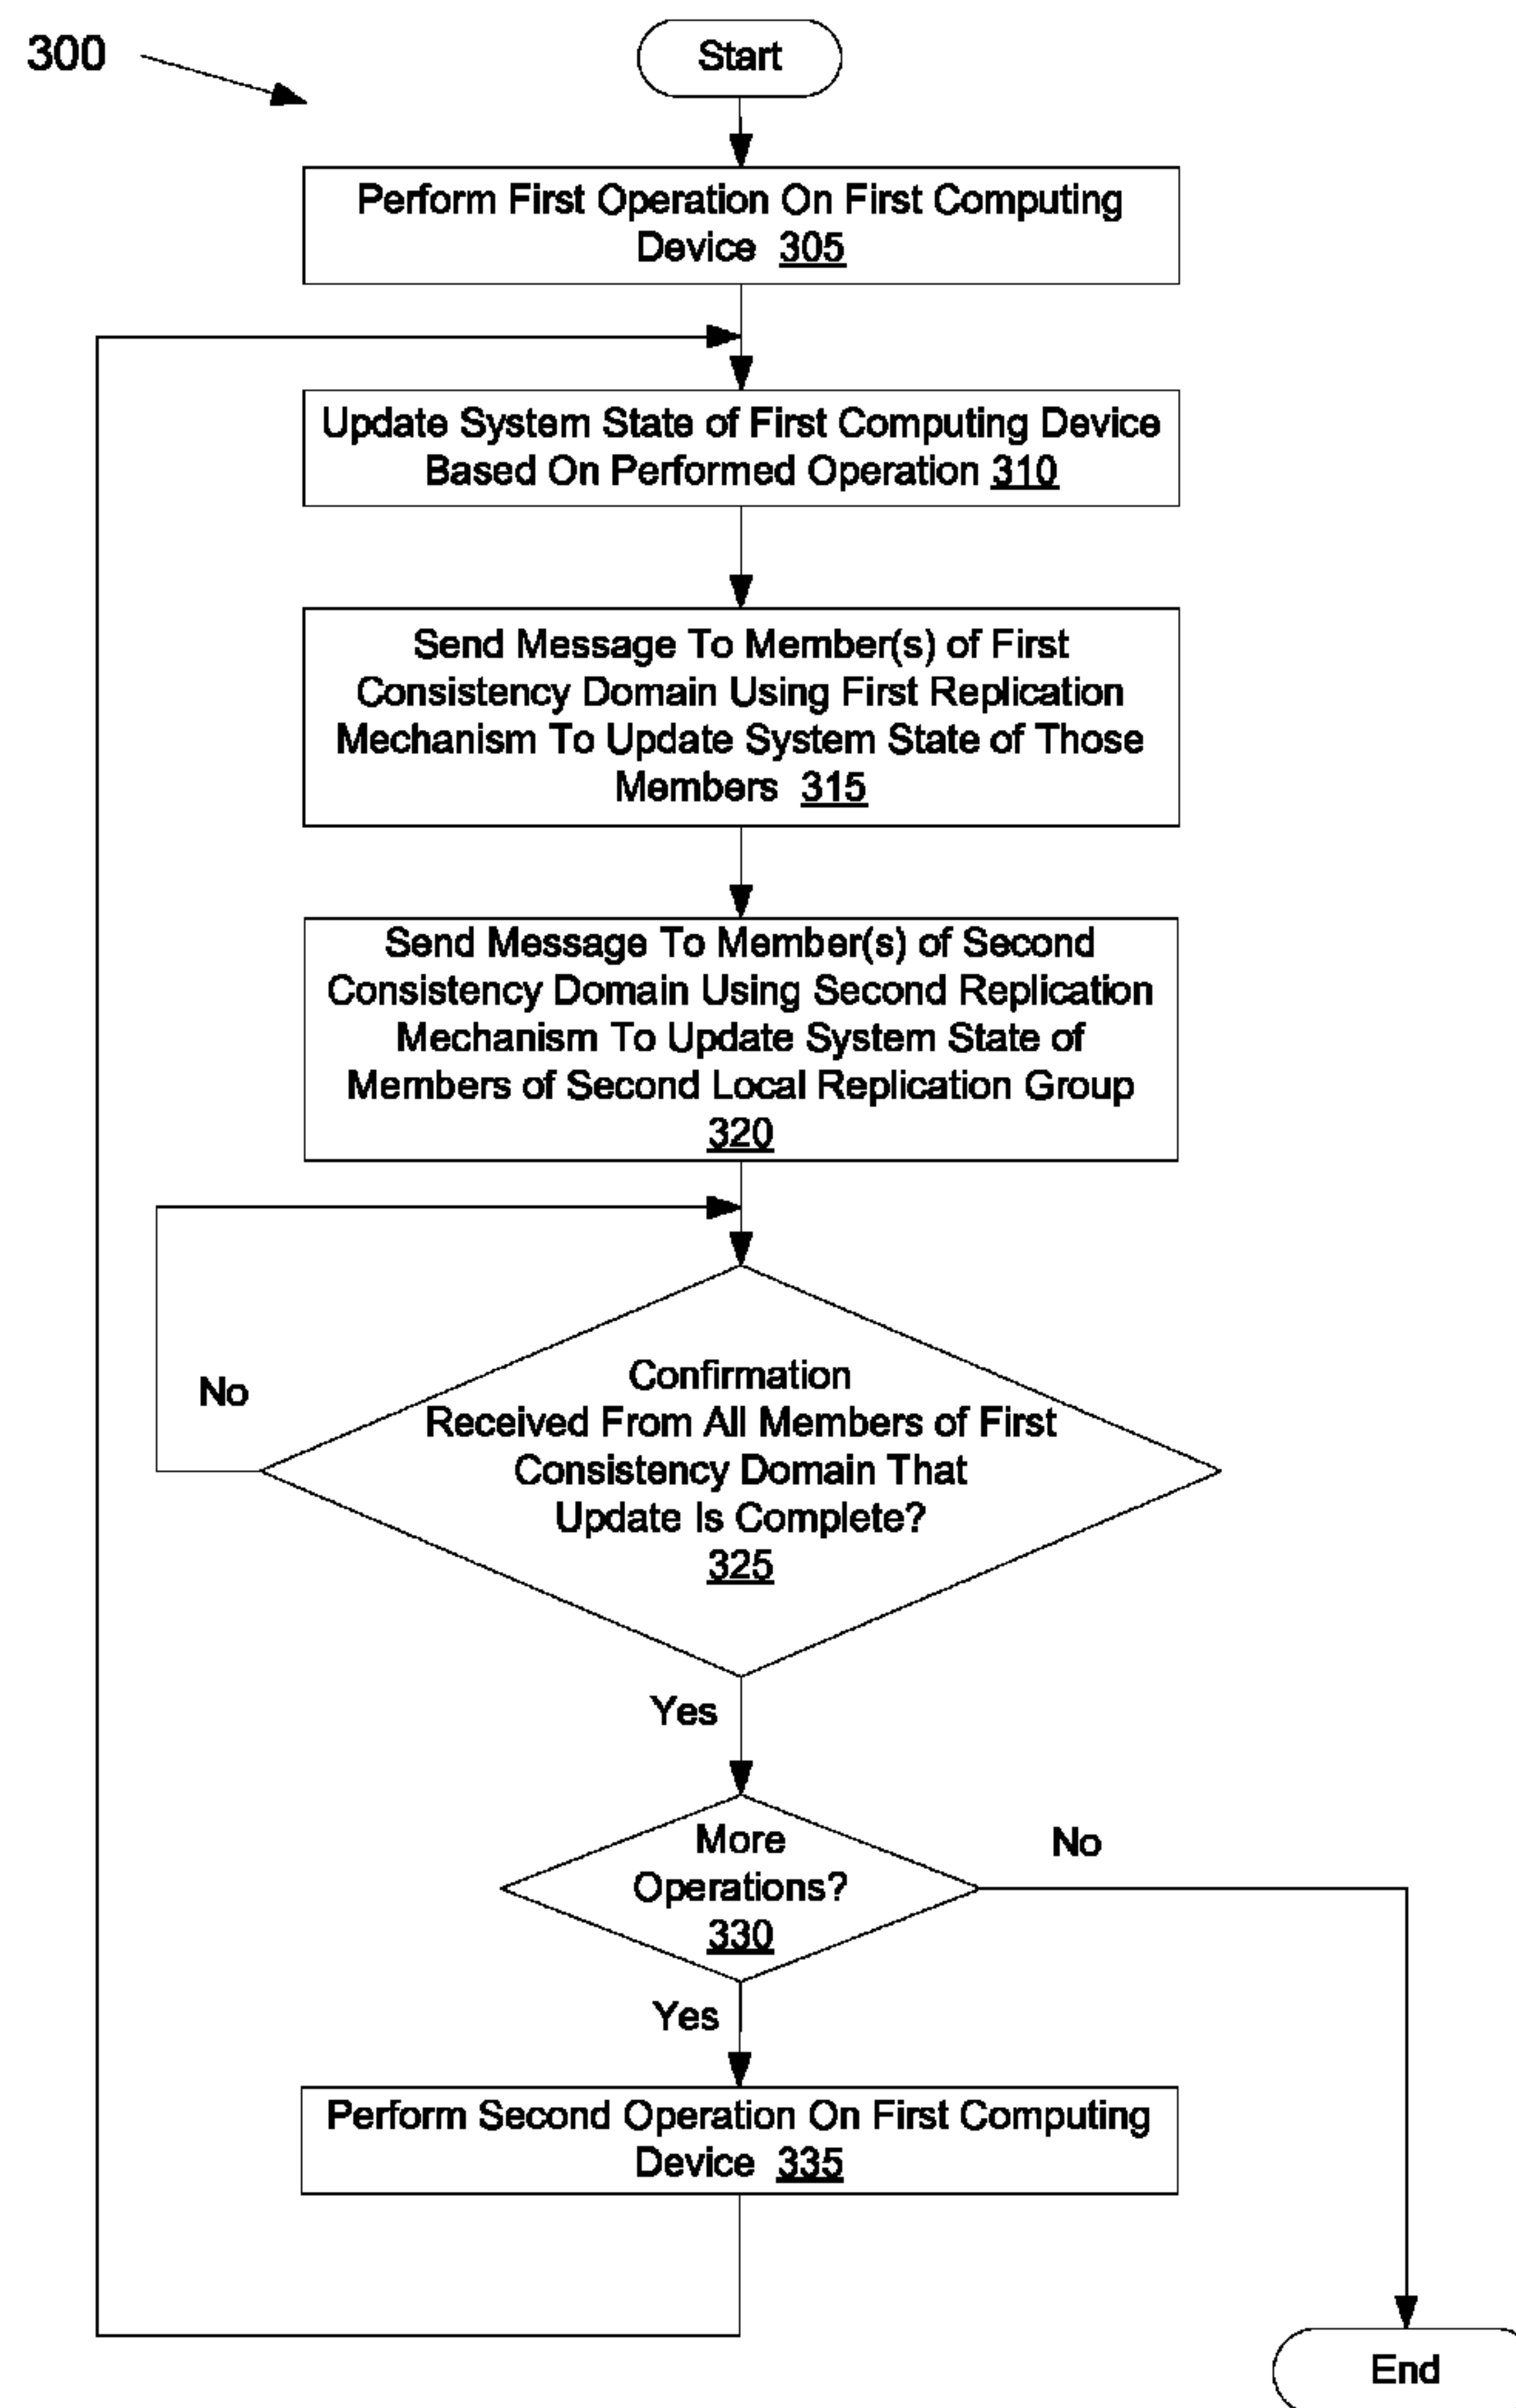 300
Start
Perform First Operation On First Computing
Device 305
Update System State of First Computing Device
Based On Performed Operation 310
Send Message To Member(s) of First
Consistency Domain Using First Replication
Mechanism To Update System State of Those
Members 315
Send Message To Member(s) of Second
Consistency Domain Using Second Replication
Mechanism To Update System State of
Members of Second Local Replication Group
320
No
Confirmation
Received From All Members of First
Consistency Domain That
Update Is Complete?
325
Yes
More
Operations?
330
No
Yes
Perform Second Operation On First Computing
Device 335
End